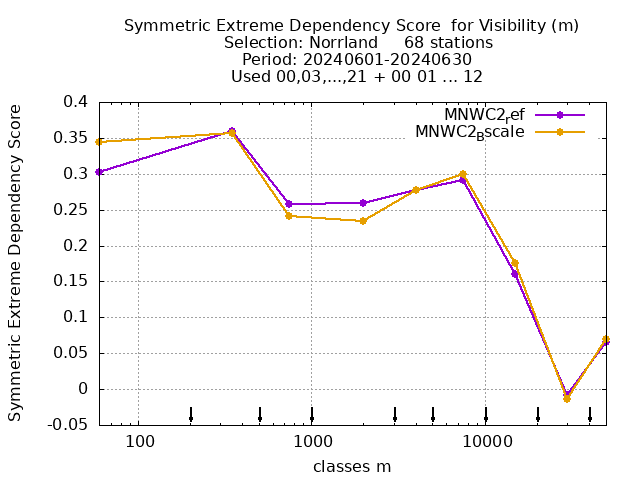 Symmetric Extreme Dependency Score  for Visibility (m)
Selection: Norrland     68 stations
Period: 20240601-20240630
Used 00,03,...,21 + 00 01 ... 12
Symmetric Extreme Dependency Score
0.4
0.35
0.3
0.25
0.2
0.15
0.1
0.05
0
-0.05
MNWC2ref
MNWC2Bscale
100
1000
10000
classes m